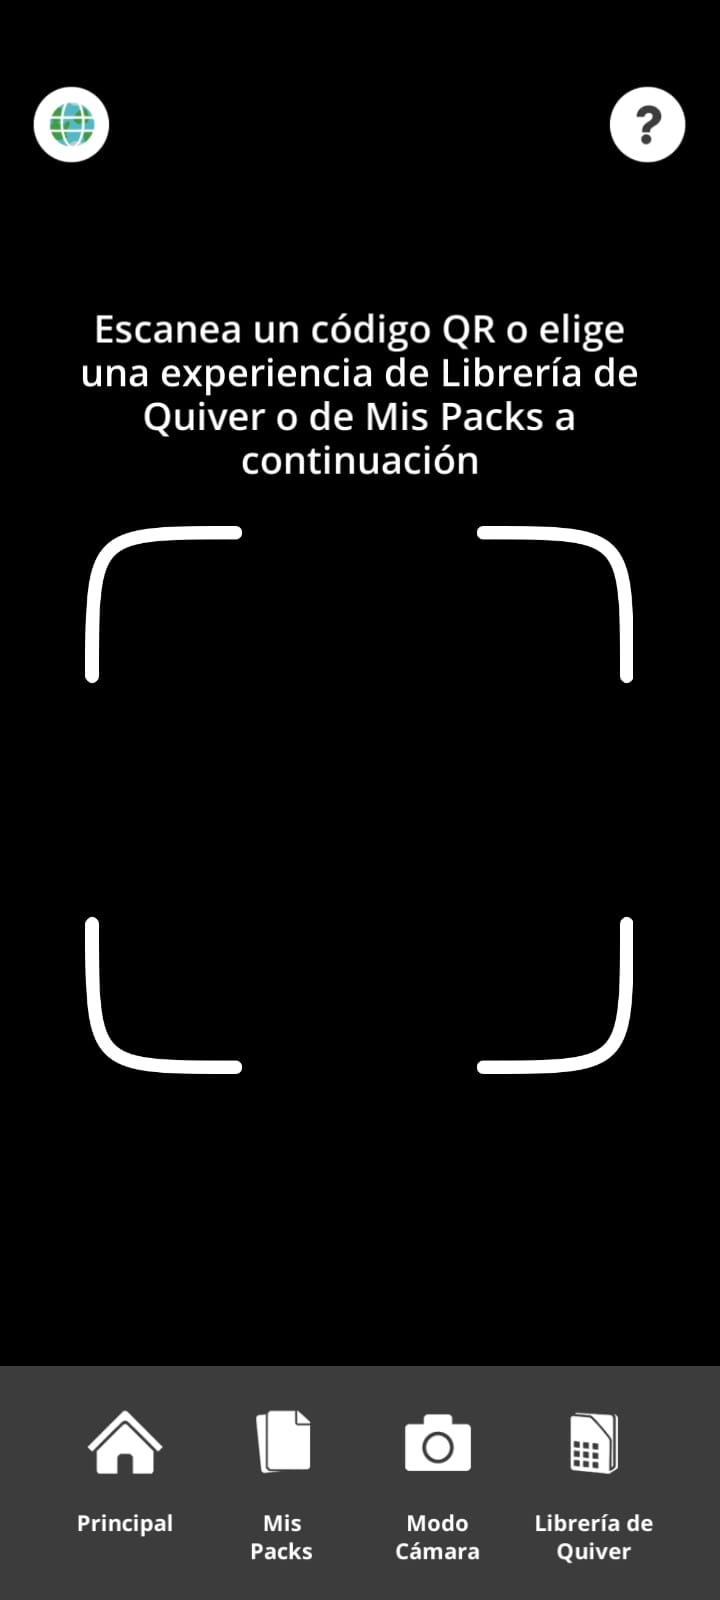 ?
Escanea un código QR o elige
una experiencia de Librería de
Quiver o de Mis Packs a
continuación
Principal
Mis
Packs
Modo
Cámara
Librería de
Quiver